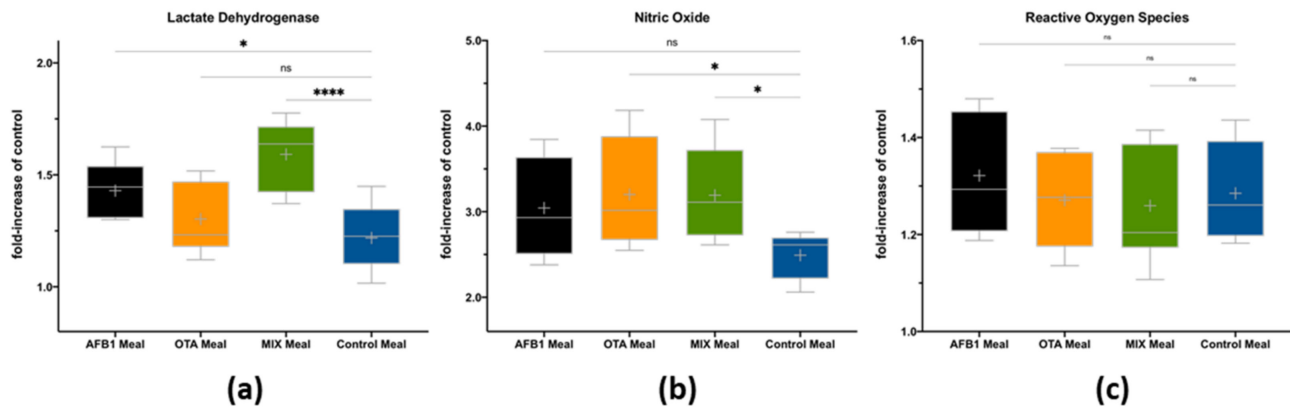 Lactate Dehydrogenase
*
ns
****
fold-increase of control
2.0
1.5
1.0
AFB1 Meal OTA Meal MIX Meal Control Meal
(a)
Nitric Oxide
ns
*
*
fold-increase of control
5.0
4.0
3.0
2.0
AFB1 Meal OTA Meal MIX Meal Control Meal
(b)
Reactive Oxygen Species
ns
ns
ns
fold-increase of control
1.6
1.4
1.2
1.0
AFB1 Meal OTA Meal MIX Meal Control Meal
(c)